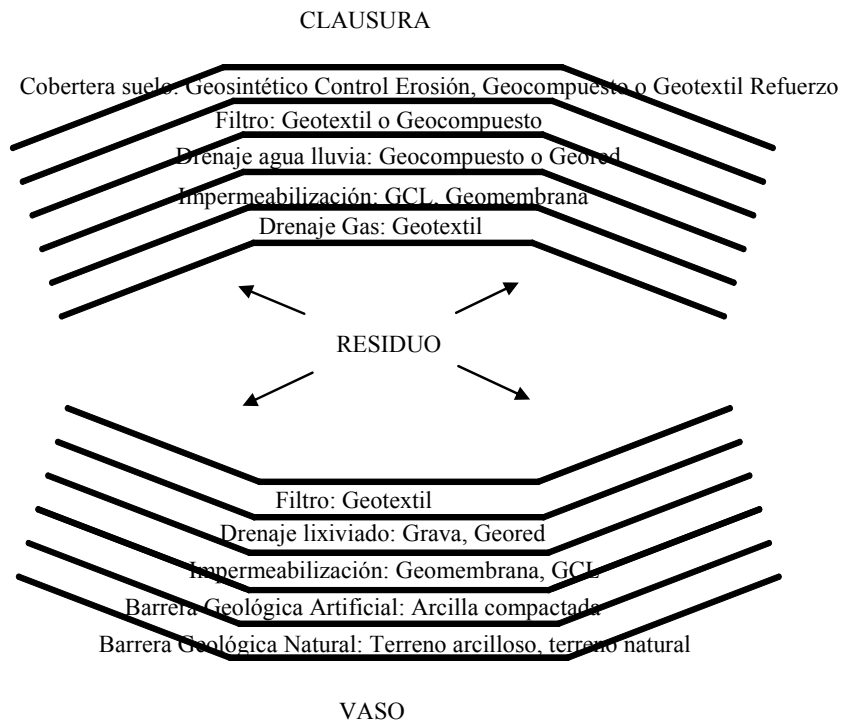 CLAUSURA
Cobertera suelo: Geosintético Control Erosión, Geocompuesto o Geotextil Refuerzo
Filtro: Geotextil o Geocompuesto
Drenaje agua lluvia: Geocompuesto o Geored
Impermeabilización: GCL, Geomembrana
Drenaje Gas: Geotextil
RESIDUO
Filtro: Geotextil
Drenaje lixiviado: Grava, Geored
Impermeabilización: Geomembrana, GCL
Barrera Geológica Artificial: Arcilla compactada
Barrera Geológica Natural: Terreno arcilloso, terreno natural
VASO